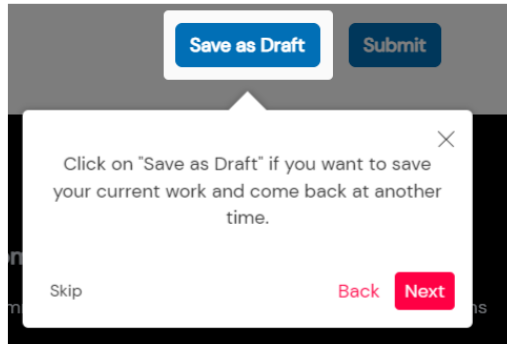 Save as Draft Submit
Click on "Save as Draft" if you want to save
your current work and come back at another
time.
Skip Back Next